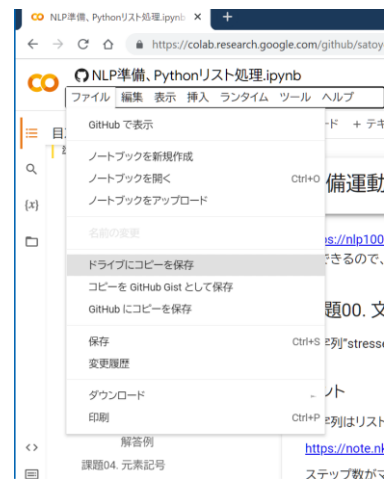 NLP準備、Pythonリスト処理.ipynb
https://colab.research.google.com/github/satoya
NLP準備、Pythonリスト処理.ipynb
ファイル 編集 表示 挿入 ランタイム ツール ヘルプ
GitHub で表示
+ テキ
ノートブックを新規作成
ノートブックを開く Ctrl+O
ノートブックをアップロード
備運動
名前の変更
ps://nlp100
ドライブにコピーを保存
できるので、
コピーを GitHub Gist として保存
GitHub にコピーを保存
題00. 文
保存 Ctrl+S
字列"stresse
変更履歴
ダウンロード
ント
印刷 Ctrl+P
字列はリスト
解答例
https://note.nk
課題04. 元素記号
ステップ数がマ